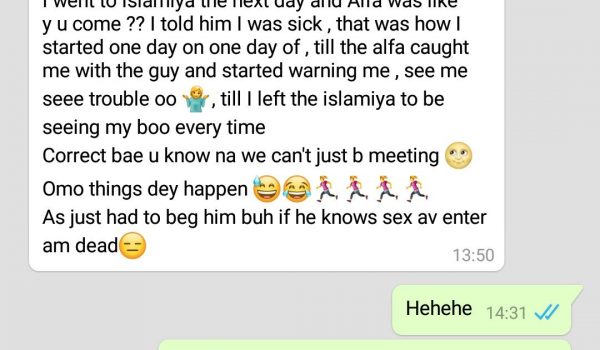 I went to Islamiya the next day and Alfa was like
y u come ?? I told him I was sick , that was how I
started one day on one day of , till the alfa caught
me with the guy and started warning me , see me
seee trouble oo 🤷‍♀️, till I left the islamiya to be
seeing my boo every time
Correct bae u know na we can't just b meeting 🌝
Omo things dey happen 😅😂🏃‍♀️🏃‍♀️🏃‍♀️🏃‍♀️
As just had to beg him buh if he knows sex av enter
am dead😑
13:50
Hehehe 14:31